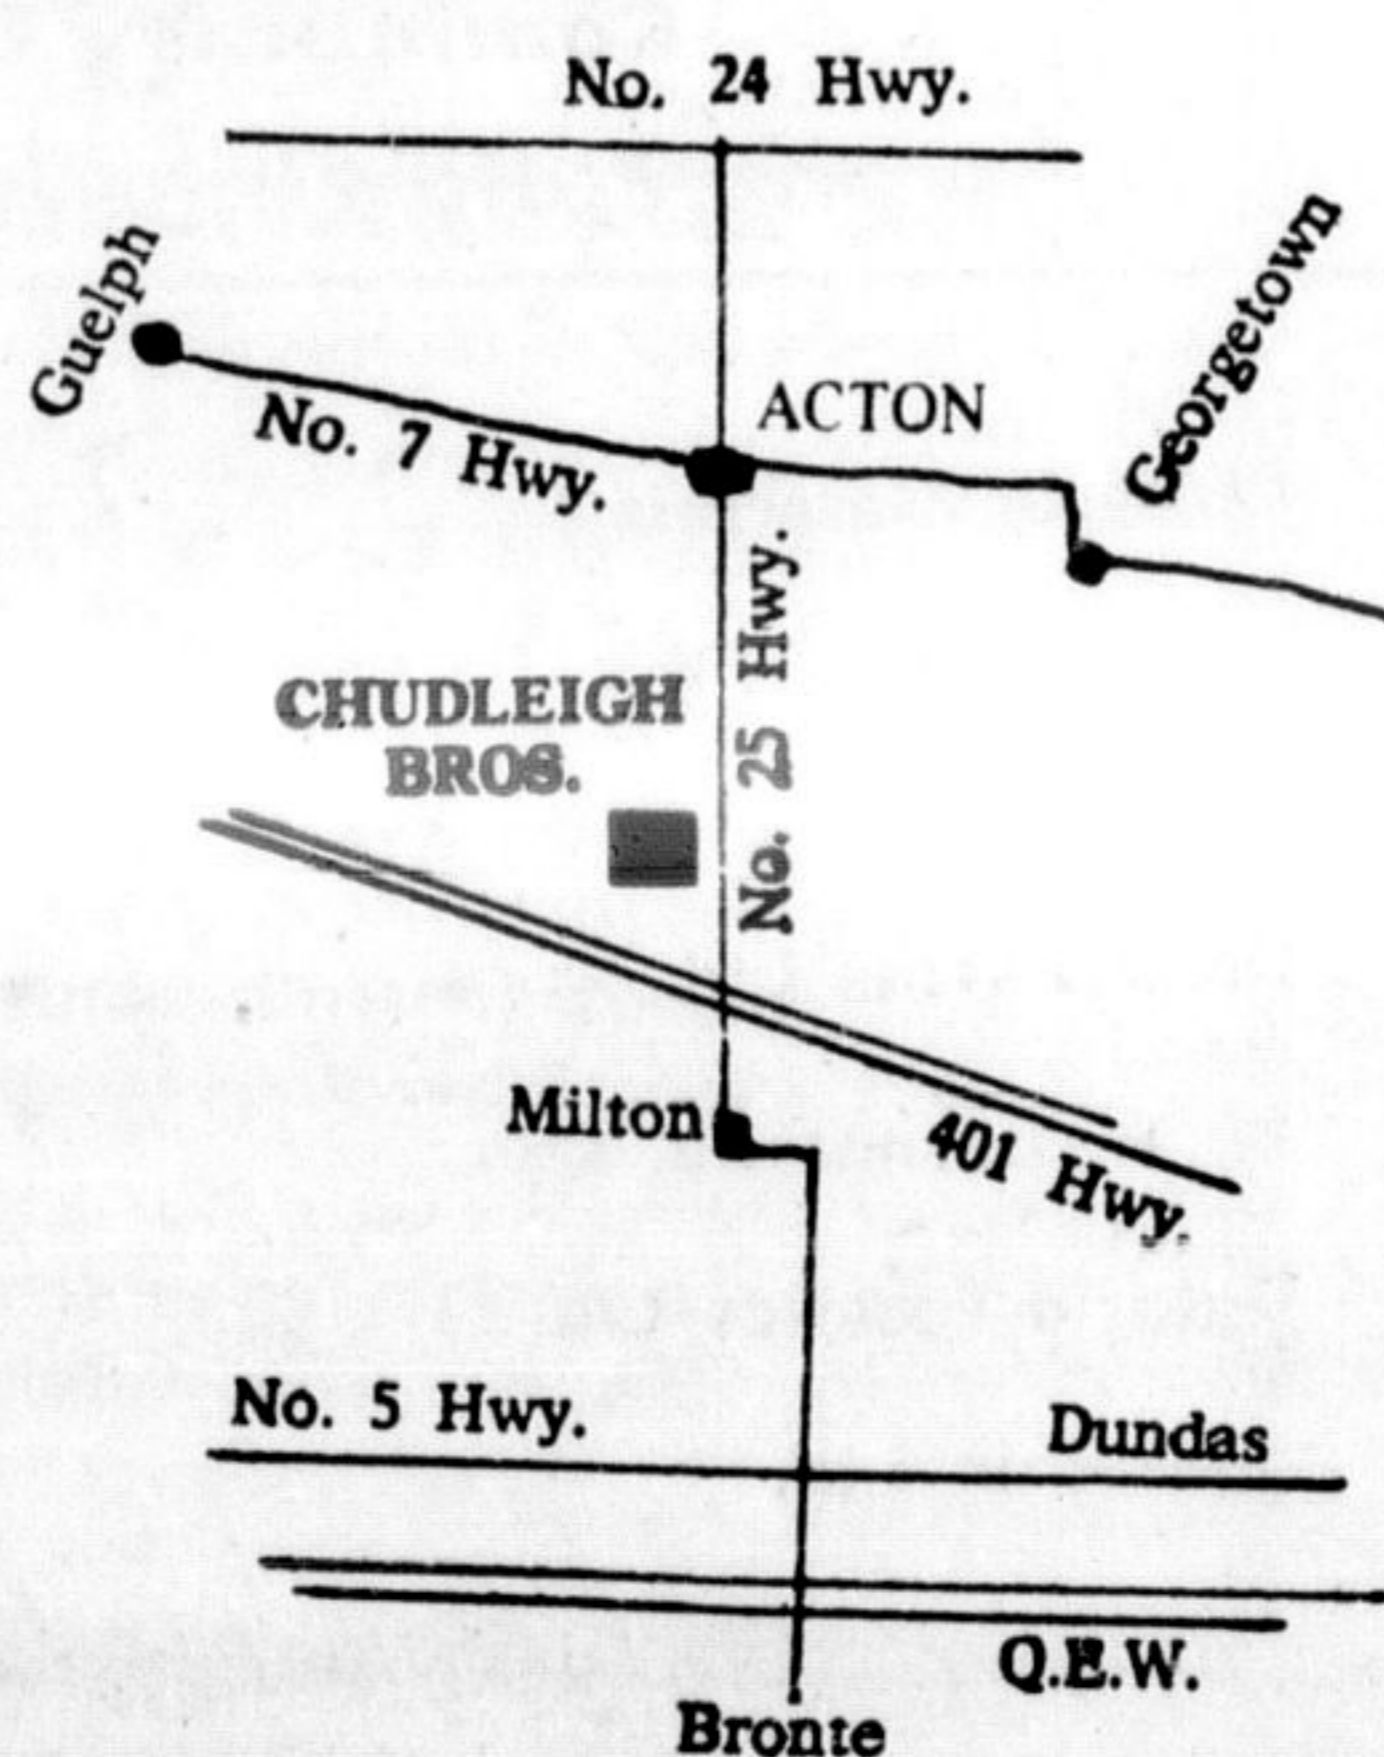 No. 24 Hwy.
Guelph
Georgetown
ACTON
No. 7 Hwy.
No. 25 Hwy.
CHUDLEIGH
BROS.
Milton
401 Hwy.
No. 5 Hwy.
Dundas
Q.E.W.
Bronte